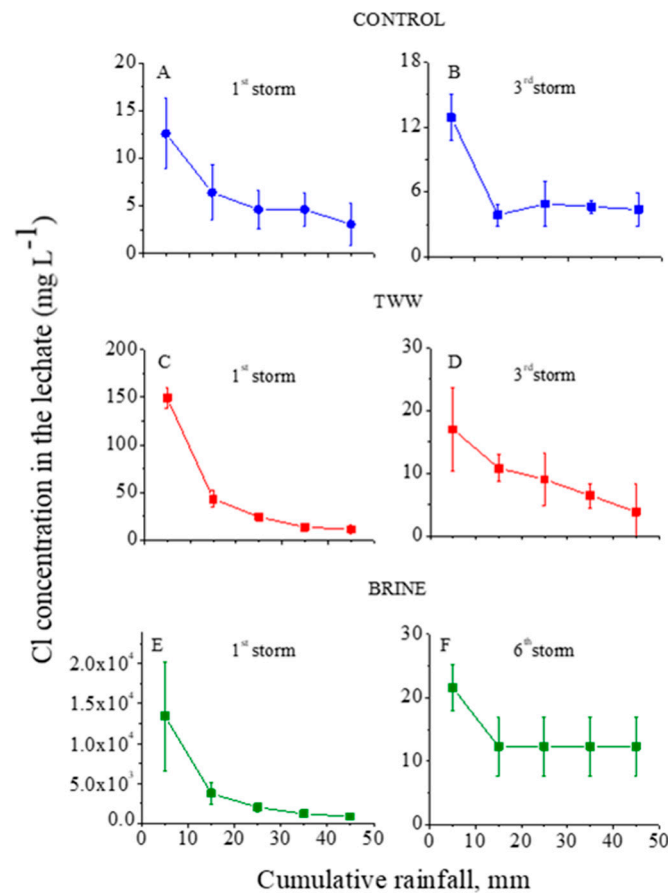 CONTROL
A 1st storm
25
20
15
10
5
0
B 3rd storm
18
12
6
0
TWW
C 1st storm
200
150
100
50
0
D 3rd storm
30
20
10
0
BRINE
E 1st storm
2.0x10⁴
1.5x10⁴
1.0x10⁴
5.0x10³
0.0
F 6th storm
30
20
10
0
0 10 20 30 40 50
0 10 20 30 40 50
Cl concentration in the lechate (mg L⁻¹)
Cumulative rainfall, mm